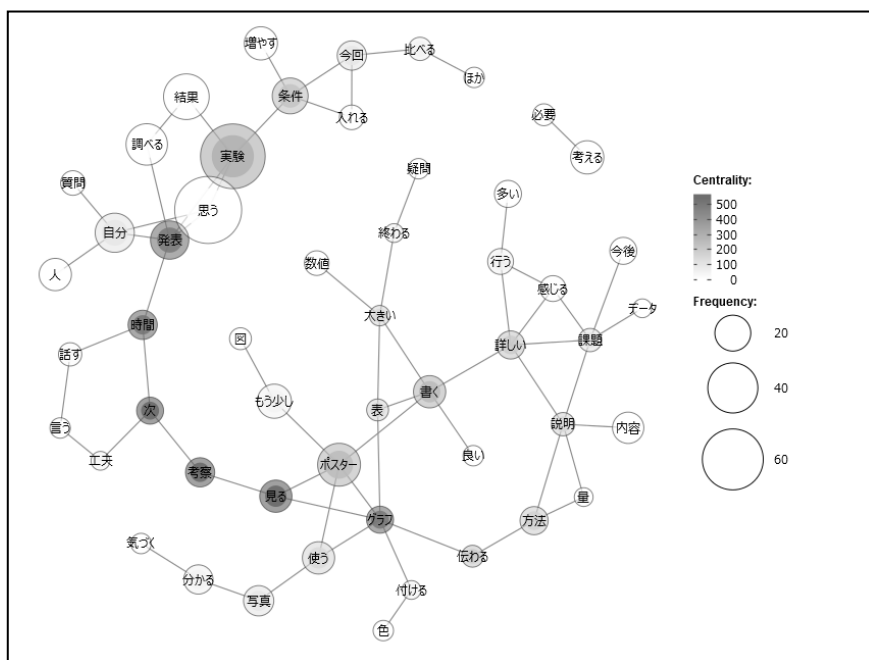 増やす
今回
比べる
ほか
条件
結果
入れる
必要
調べる
実験
考える
疑問
質問
思う
多い
自分
発表
終わる
今後
人
数値
行う
感じる
データ
時間
大きい
図
詳しい
課題
話す
書く
もう少し
表
次
説明
内容
言う
工夫
ポスター
良い
考察
見る
量
グラフ
方法
気づく
使う
伝わる
分かる
付ける
写真
色
Centrality:
500
400
300
200
100
0
Frequency:
20
40
60